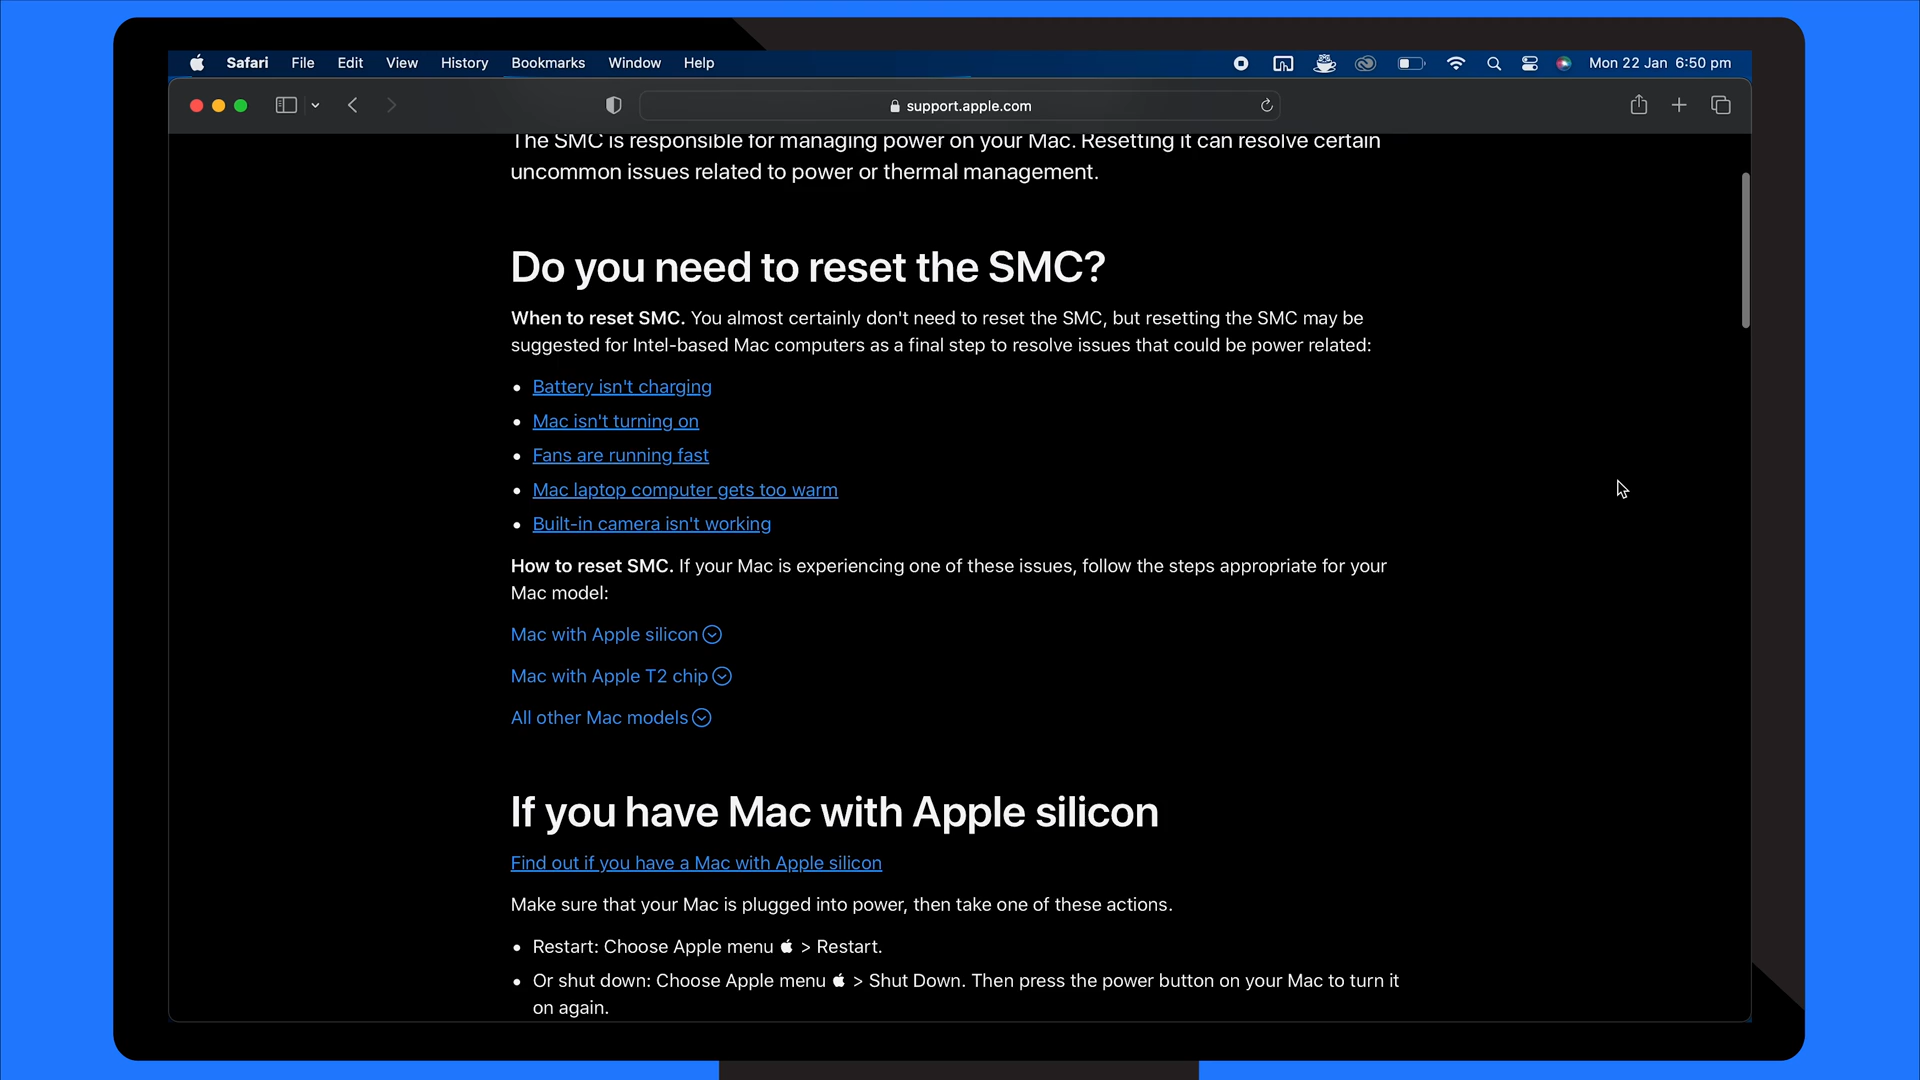 Safari File Edit View History Bookmarks Window Help Mon 22 Jan 6:50 pm
support.apple.com
The SMC is responsible for managing power on your Mac. Resetting it can resolve certain
uncommon issues related to power or thermal management.
Do you need to reset the SMC?
When to reset SMC. You almost certainly don't need to reset the SMC, but resetting the SMC may be
suggested for Intel-based Mac computers as a final step to resolve issues that could be power related:
• Battery isn't charging
• Mac isn't turning on
• Fans are running fast
• Mac laptop computer gets too warm
• Built-in camera isn't working
How to reset SMC. If your Mac is experiencing one of these issues, follow the steps appropriate for your
Mac model:
Mac with Apple silicon
Mac with Apple T2 chip
All other Mac models
If you have Mac with Apple silicon
Find out if you have a Mac with Apple silicon
Make sure that your Mac is plugged into power, then take one of these actions.
• Restart: Choose Apple menu > Restart.
• Or shut down: Choose Apple menu > Shut Down. Then press the power button on your Mac to turn it
on again.